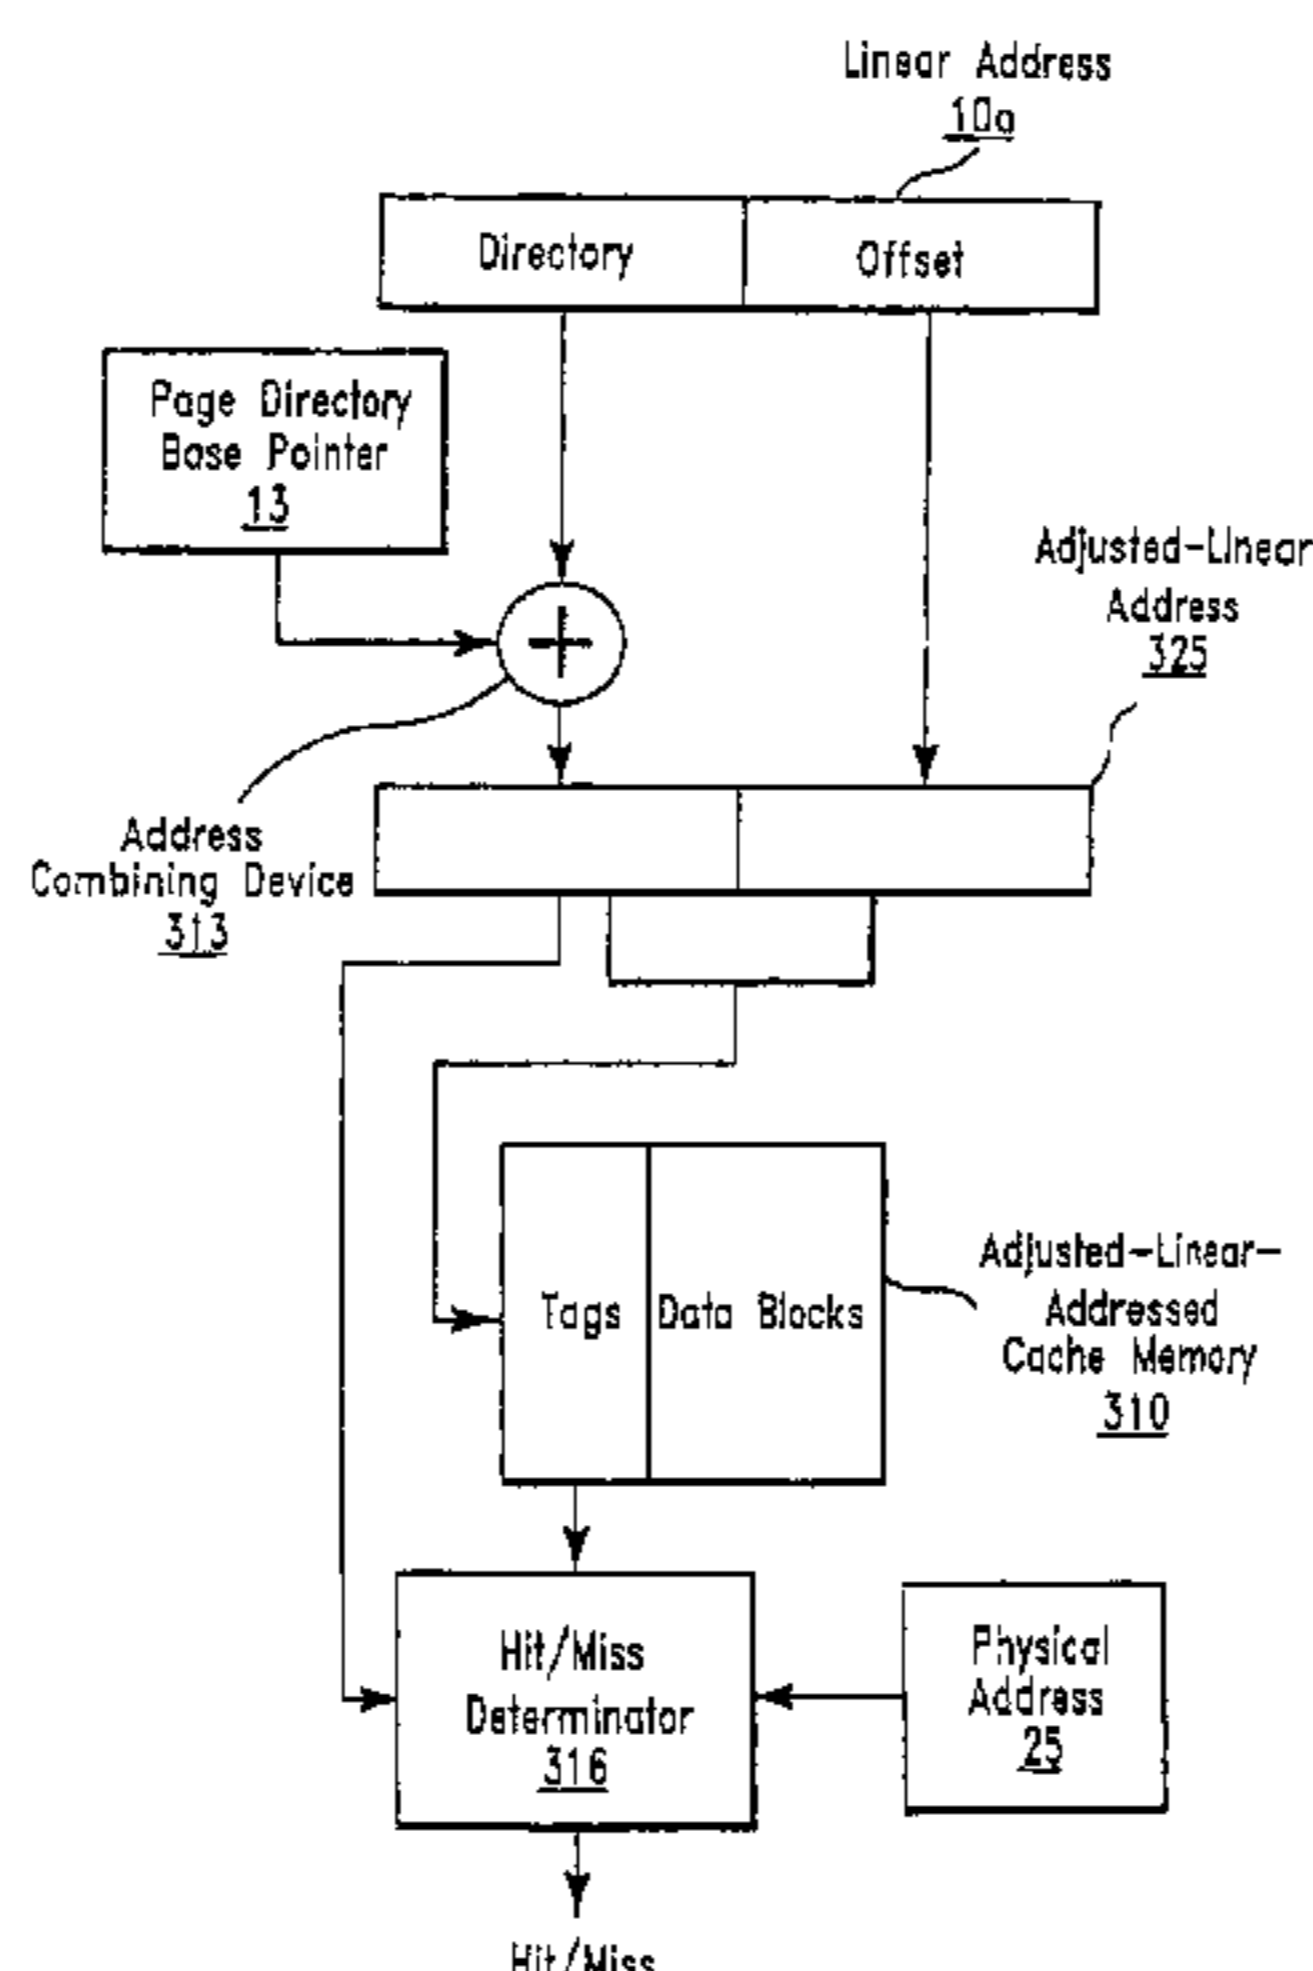 Linear Address
10a
Directory
Offset
Page Directory
Base Pointer
13
Adjusted-Linear
Address
325
Address
Combining Device
313
Tags
Data Blocks
Adjusted-Linear-
Addressed
Cache Memory
310
Hit/Miss
Determinator
316
Physical
Address
25
Hit/Miss